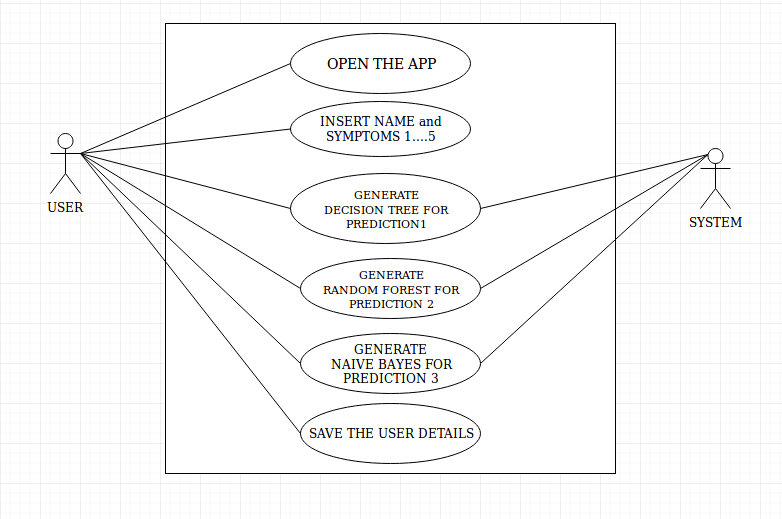 OPEN THE APP
INSERT NAME and
SYMPTOMS 1....5
USER
GENERATE
DECISION TREE FOR
PREDICTION1
SYSTEM
GENERATE
RANDOM FOREST FOR
PREDICTION 2
GENERATE
NAIVE BAYES FOR
PREDICTION 3
SAVE THE USER DETAILS